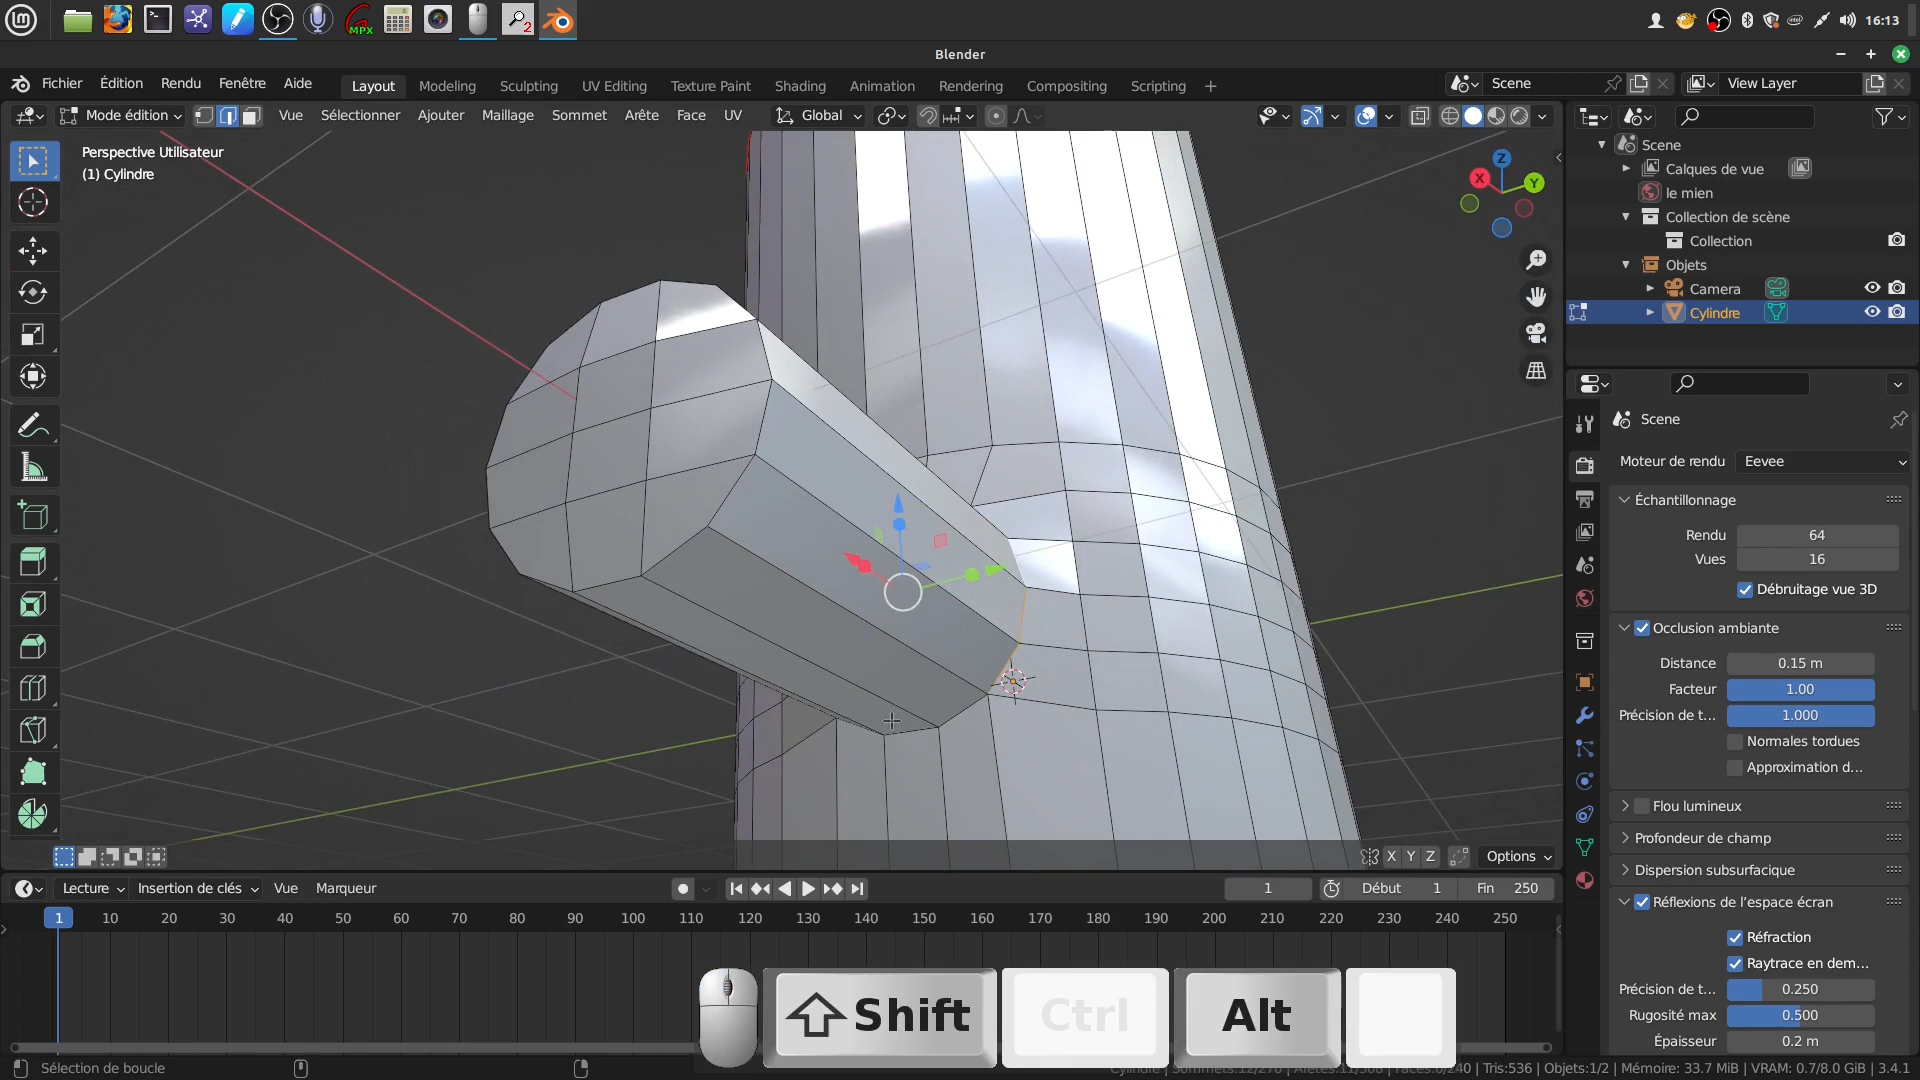 MPX
2
16:13
Blender
Fichier Édition Rendu Fenêtre Aide
Layout Modeling Sculpting UV Editing Texture Paint Shading Animation Rendering Compositing Scripting +
Scene
View Layer
Mode édition
Vue Sélectionner Ajouter Maillage Sommet Arête Face UV
Global
Perspective Utilisateur
(1) Cylindre
Z
X
Y
Scene
Calques de vue
le mien
Collection de scène
Collection
Objets
Camera
Cylindre
Scene
Moteur de rendu Eevee
Échantillonnage
Rendu 64
Vues 16
Débruitage vue 3D
Occlusion ambiante
Distance 0.15 m
Facteur 1.00
Précision de t... 1.000
Normales tordues
Approximation d...
Flou lumineux
Profondeur de champ
Dispersion subsurfacique
Réflexions de l'espace écran
Réfraction
Raytrace en dem...
Précision de t... 0.250
Rugosité max 0.500
Épaisseur 0.2 m
X Y Z
Options
Lecture Insertion de clés Vue Marqueur
1
Début 1
Fin 250
1 10 20 30 40 50 60 70 80 90 100 110 120 130 140 150 160 170 180 190 200 210 220 230 240 250
Shift Ctrl Alt
Sélection de boucle
Tris:536 | Objets:1/2 | Mémoire: 33.7 MiB | VRAM: 0.7/8.0 GiB | 3.4.1